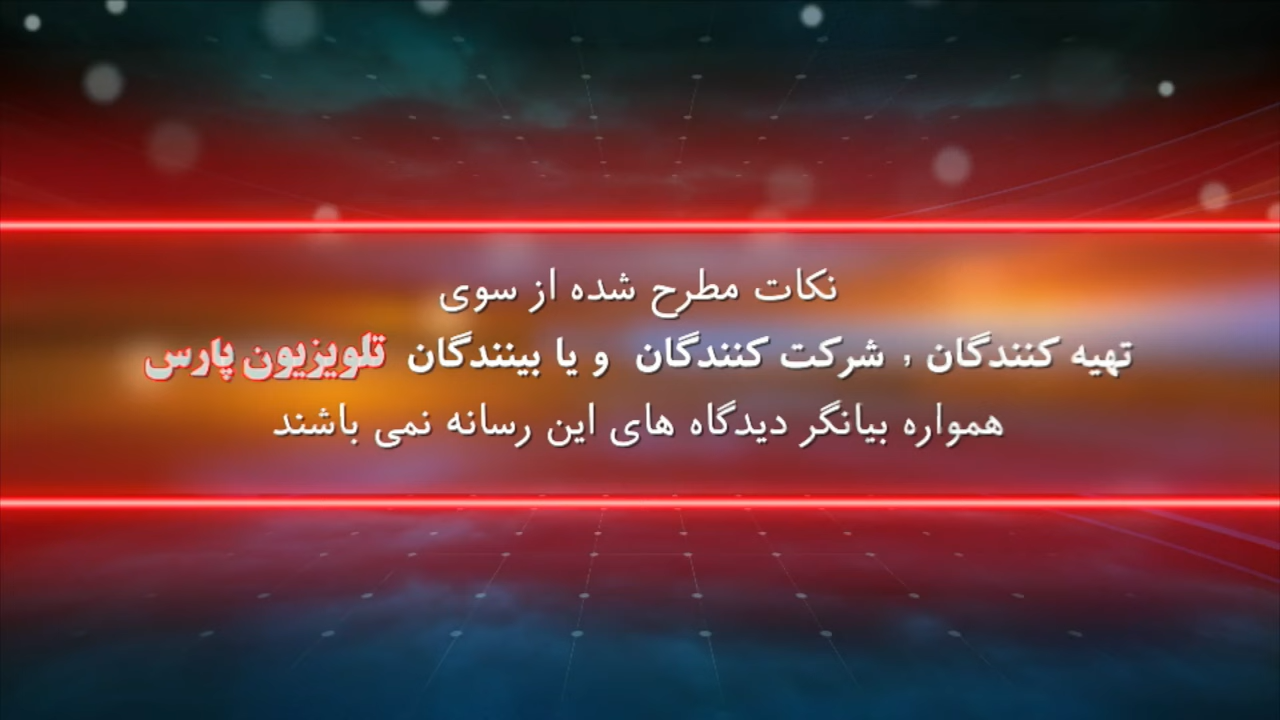 نکات مطرح شده از سوی
تهیه کنندگان , شرکت کنندگان و یا بینندگان تلویزیون پارس
همواره بیانگر دیدگاه های این رسانه نمی باشند